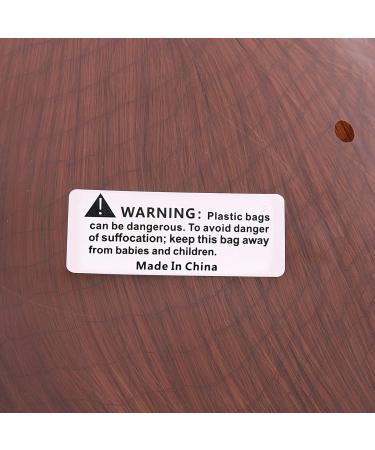 WARNING: Plastic bags
can be dangerous. To avoid danger
of suffocation; keep this bag away
from babies and children.
Made In China